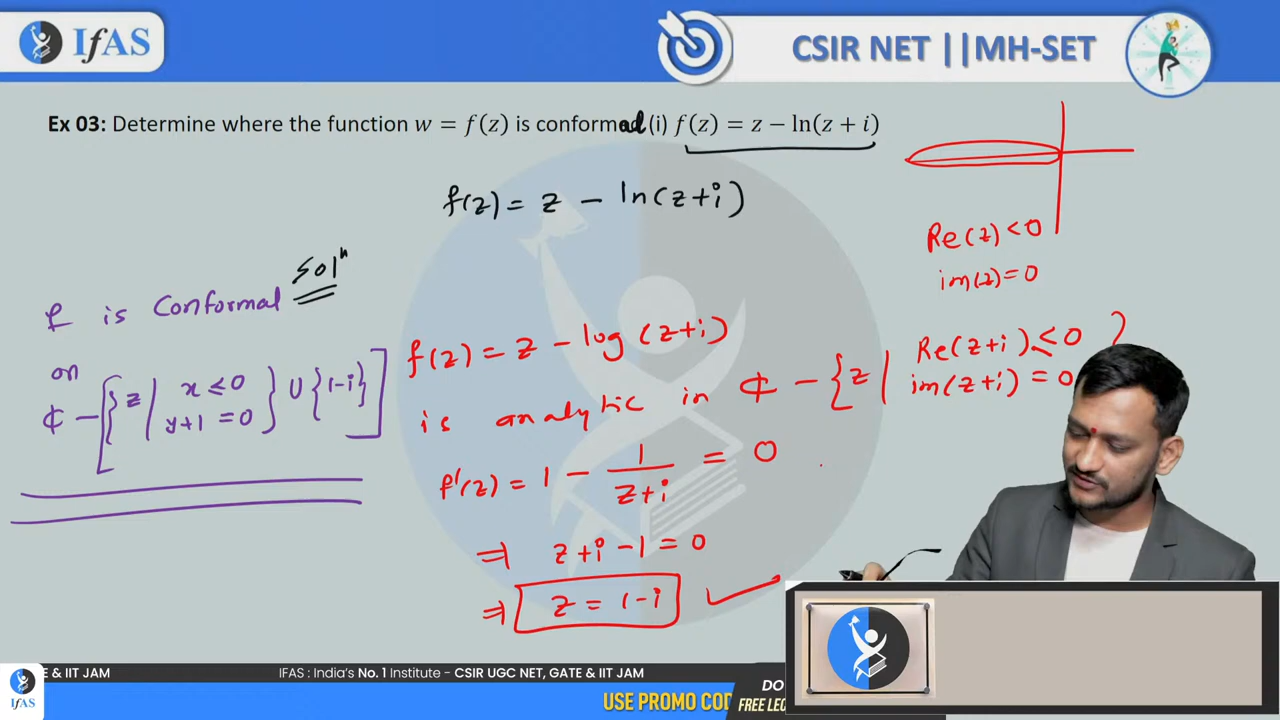 IfAS
CSIR NET ||MH-SET
Ex 03: Determine where the function w = f(z) is conformal (i) f(z) = z − ln(z + i)
f(z) = z − ln(z+i)
Solⁿ
Re(z) < 0
im(z) = 0
f is Conformal
on
₵ − [{z | x ≤ 0
y+1 = 0} ∪ {1−i}]
f(z) = z − log(z+i)
is analytic in ₵ − {z | Re(z+i) ≤ 0
im(z+i) = 0
f'(z) = 1 − 1/(z+i) = 0
⇒ z+i−1 = 0
⇒ z = 1−i
E & IIT JAM
IFAS : India's No. 1 Institute - CSIR UGC NET, GATE & IIT JAM
IFAS
USE PROMO COD
DO
FREE LEC